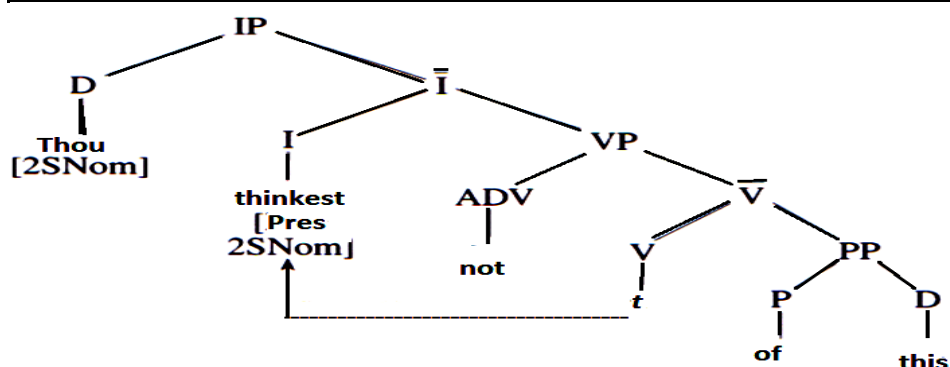 IP
D Ī
Thou
[2SNom]
I VP
thinkest
[Pres
2SNom]
ADV V̄
not
V PP
t
P D
of this